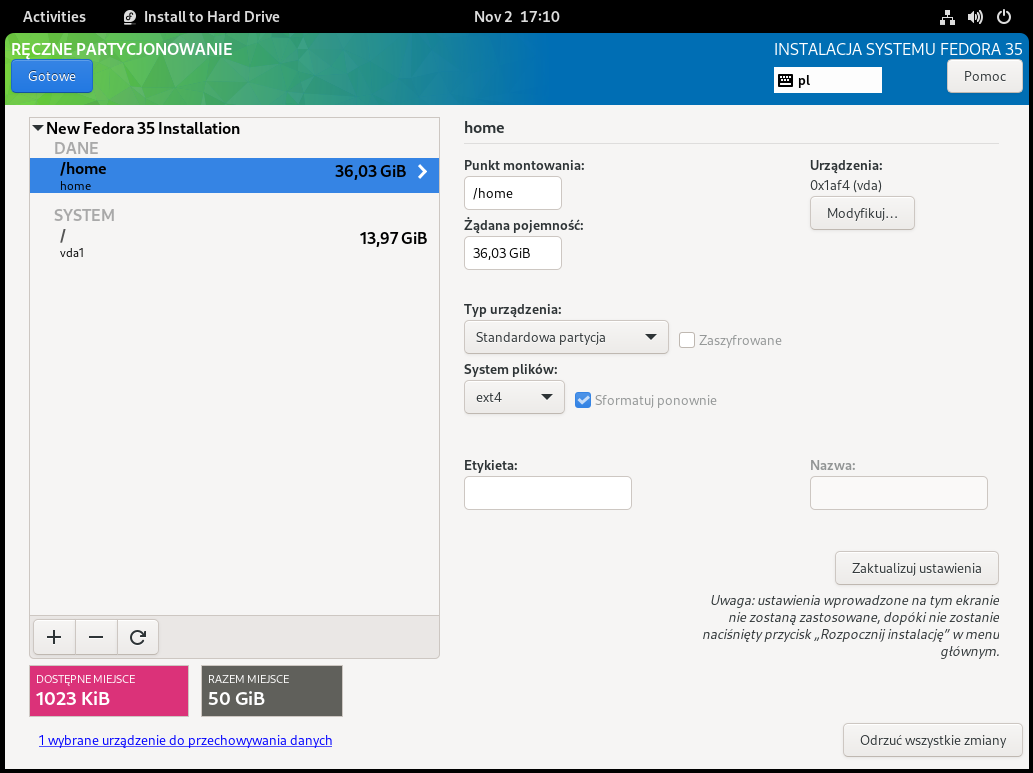 Activities
Install to Hard Drive
Nov 2 17:10
RĘCZNE PARTYCJONOWANIE
INSTALACJA SYSTEMU FEDORA 35
Gotowe
pl
Pomoc
New Fedora 35 Installation
DANE
/home
36,03 GiB
home
SYSTEM
/
13,97 GiB
vda1
home
Punkt montowania:
/home
Żądana pojemność:
36,03 GiB
Urządzenia:
0x1af4 (vda)
Modyfikuj…
Typ urządzenia:
Standardowa partycja
Zaszyfrowane
System plików:
ext4
Sformatuj ponownie
Etykieta:
Nazwa:
Zaktualizuj ustawienia
Uwaga: ustawienia wprowadzone na tym ekranie
nie zostaną zastosowane, dopóki nie zostanie
naciśnięty przycisk „Rozpocznij instalację” w menu
głównym.
DOSTĘPNE MIEJSCE
1023 KiB
RAZEM MIEJSCE
50 GiB
1 wybrane urządzenie do przechowywania danych
Odrzuć wszystkie zmiany